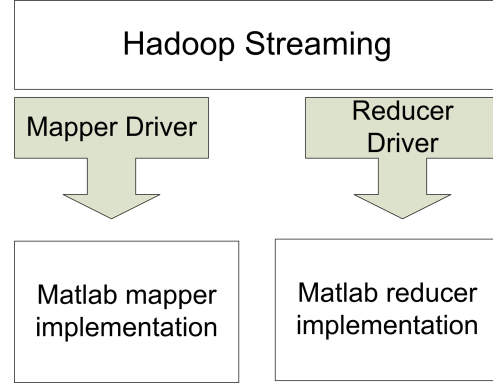 Hadoop Streaming
Mapper Driver
Reducer
Driver
Matlab mapper
implementation
Matlab reducer
implementation